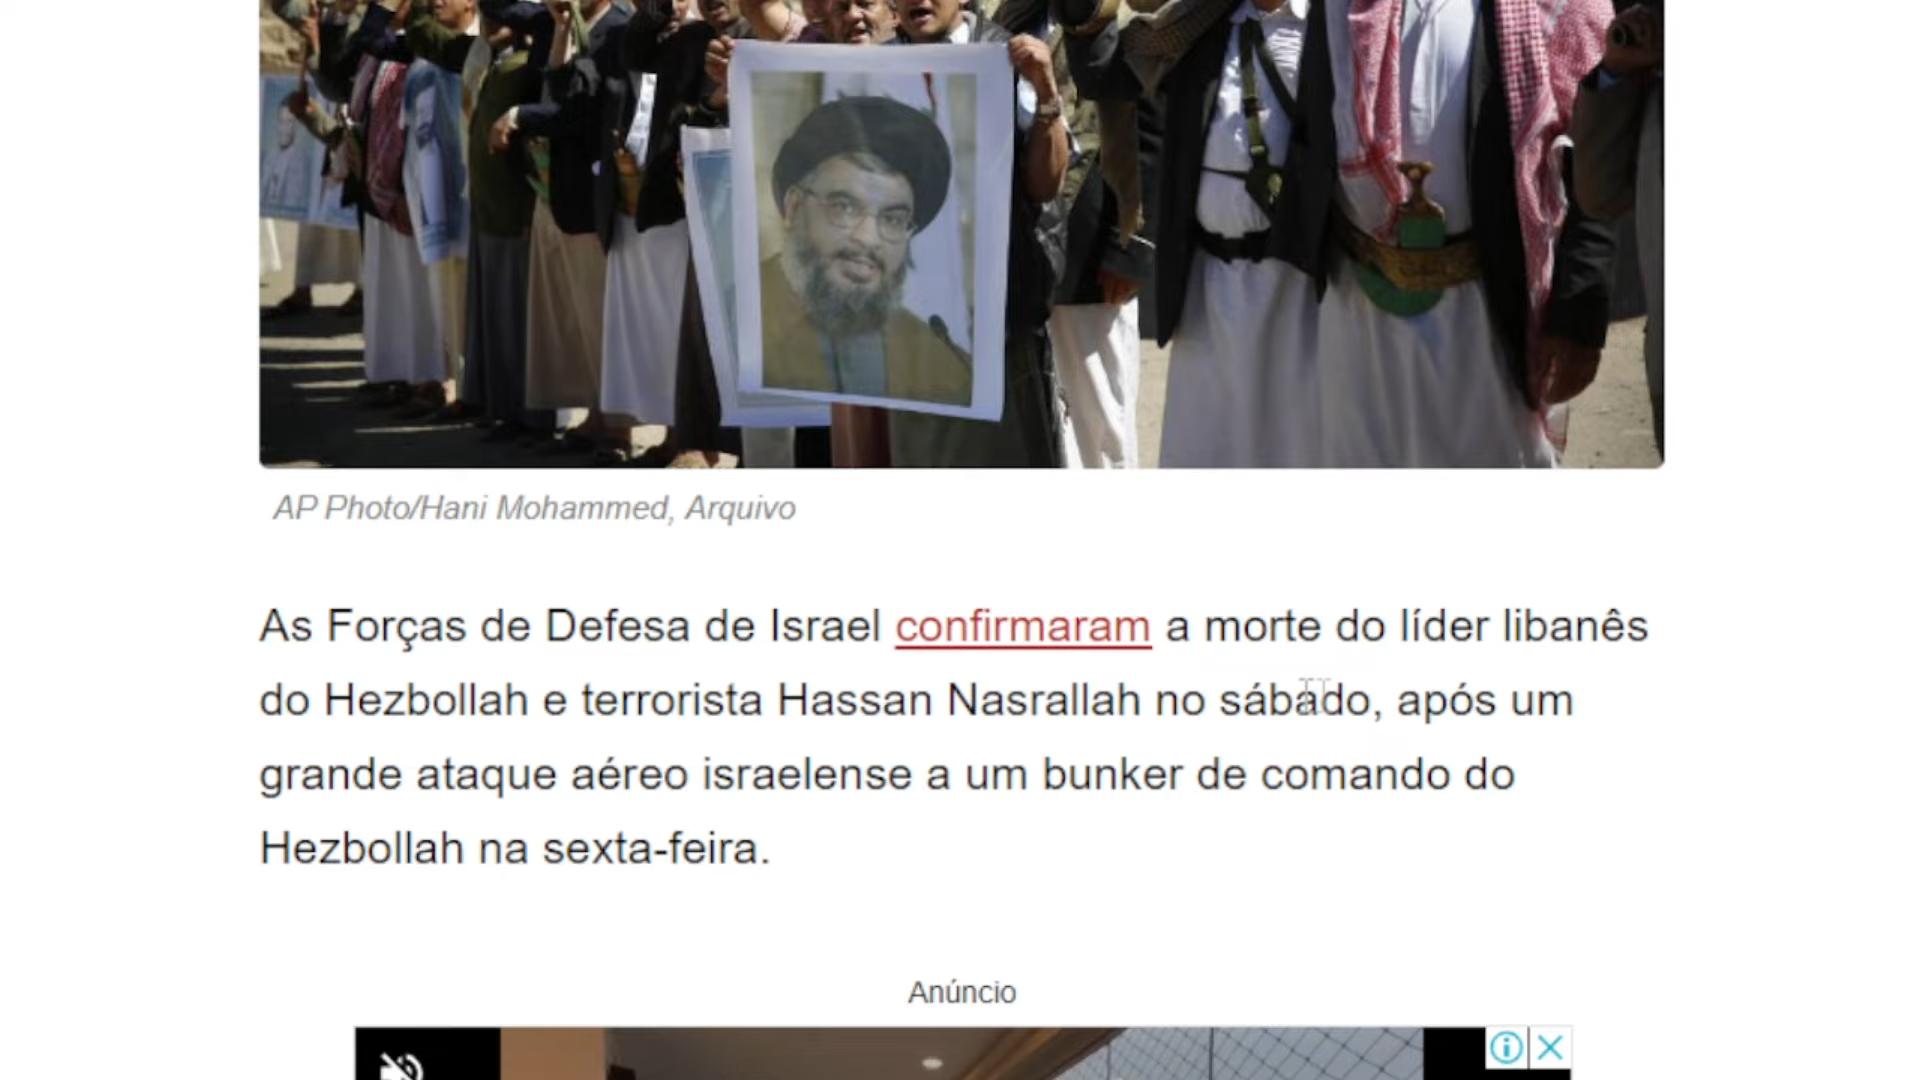 AP Photo/Hani Mohammed, Arquivo
As Forças de Defesa de Israel confirmaram a morte do líder libanês
do Hezbollah e terrorista Hassan Nasrallah no sábado, após um
grande ataque aéreo israelense a um bunker de comando do
Hezbollah na sexta-feira.
Anúncio